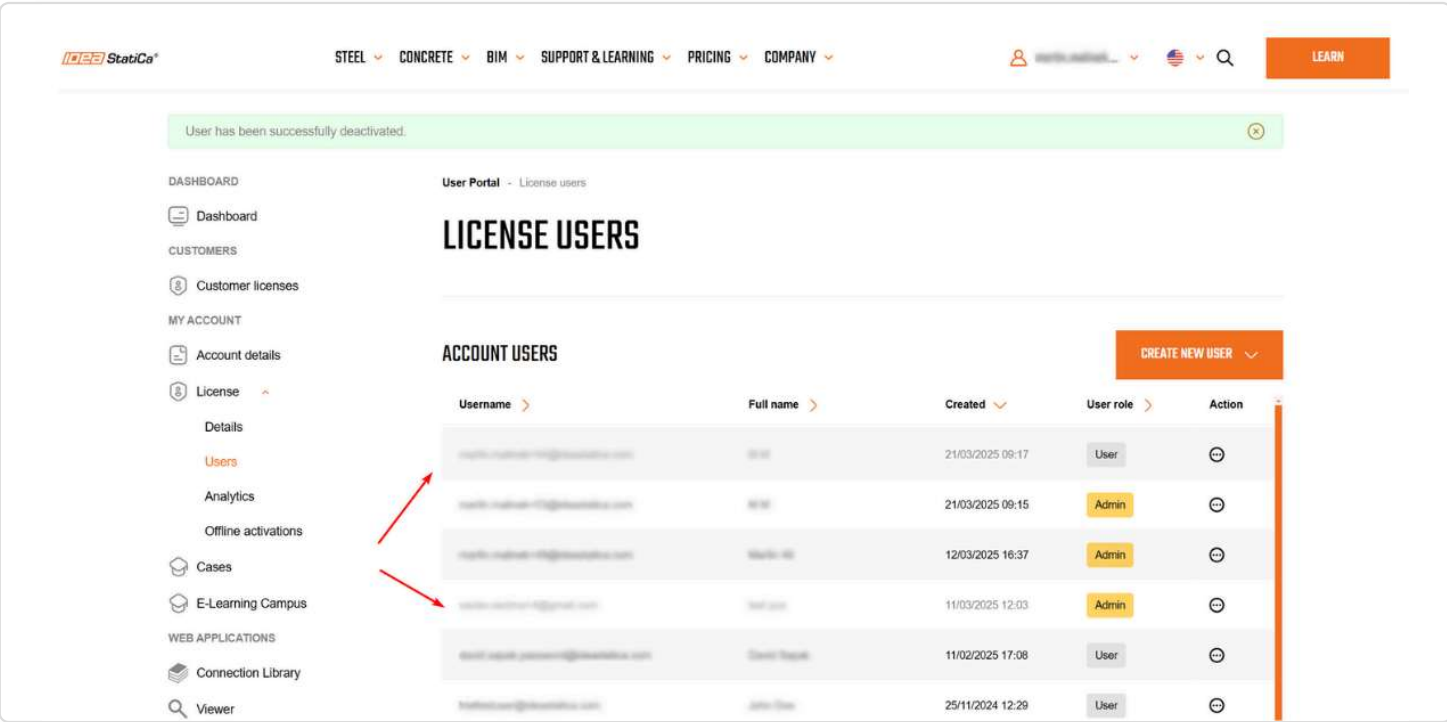 IDEA StatiCa®
STEEL CONCRETE BIM SUPPORT & LEARNING PRICING COMPANY
LEARN
User has been successfully deactivated.
DASHBOARD
Dashboard
CUSTOMERS
Customer licenses
MY ACCOUNT
Account details
License
Details
Users
Analytics
Offline activations
Cases
E-Learning Campus
WEB APPLICATIONS
Connection Library
Viewer
User Portal - License users
LICENSE USERS
ACCOUNT USERS
CREATE NEW USER
Username Full name Created User role Action
21/03/2025 09:17 User
21/03/2025 09:15 Admin
12/03/2025 16:37 Admin
11/03/2025 12:03 Admin
11/02/2025 17:08 User
25/11/2024 12:29 User